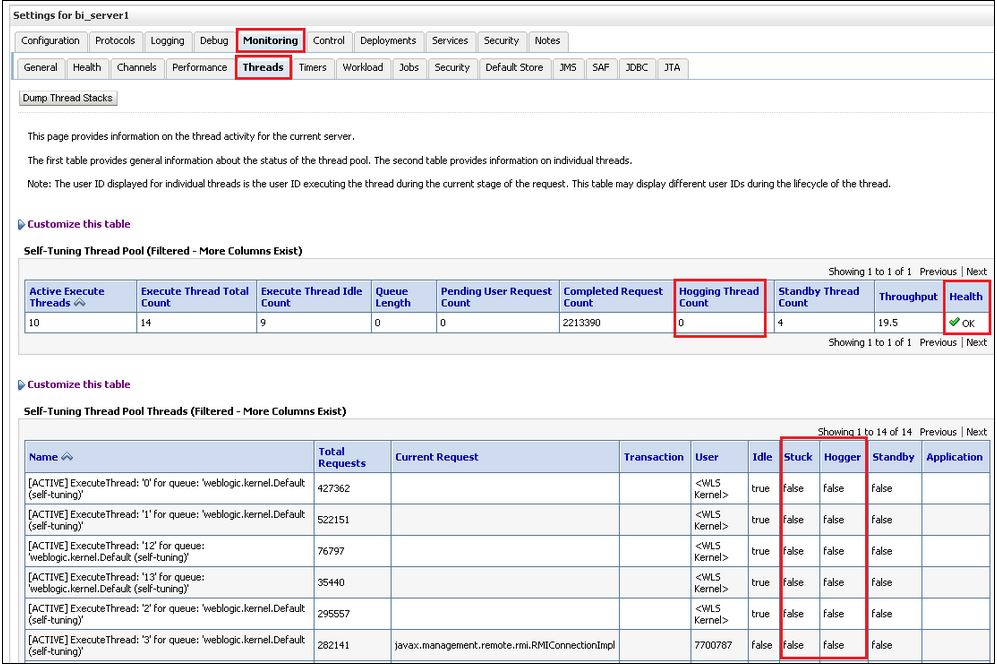 Settings for bi_server1
Configuration Protocols Logging Debug Monitoring Control Deployments Services Security Notes
General Health Channels Performance Threads Timers Workload Jobs Security Default Store JMS SAF JDBC JTA
Dump Thread Stacks
This page provides information on the thread activity for the current server.
The first table provides general information about the status of the thread pool. The second table provides information on individual threads.
Note: The user ID displayed for individual threads is the user ID executing the thread during the current stage of the request. This table may display different user IDs during the lifecycle of the thread.
Customize this table
Self-Tuning Thread Pool (Filtered - More Columns Exist)
Showing 1 to 1 of 1 Previous | Next
Active Execute Threads Execute Thread Total Count Execute Thread Idle Count Queue Length Pending User Request Count Completed Request Count Hogging Thread Count Standby Thread Count Throughput Health
10 14 9 0 0 2213390 0 4 19.5 OK
Showing 1 to 1 of 1 Previous | Next
Customize this table
Self-Tuning Thread Pool Threads (Filtered - More Columns Exist)
Showing 1 to 14 of 14 Previous | Next
Name Total Requests Current Request Transaction User Idle Stuck Hogger Standby Application
[ACTIVE] ExecuteThread: '0' for queue: 'weblogic.kernel.Default (self-tuning)' 427362 <WLS Kernel> true false false false
[ACTIVE] ExecuteThread: '1' for queue: 'weblogic.kernel.Default (self-tuning)' 522151 <WLS Kernel> true false false false
[ACTIVE] ExecuteThread: '12' for queue: 'weblogic.kernel.Default (self-tuning)' 76797 <WLS Kernel> true false false false
[ACTIVE] ExecuteThread: '13' for queue: 'weblogic.kernel.Default (self-tuning)' 35440 <WLS Kernel> true false false false
[ACTIVE] ExecuteThread: '2' for queue: 'weblogic.kernel.Default (self-tuning)' 295557 <WLS Kernel> true false false false
[ACTIVE] ExecuteThread: '3' for queue: 'weblogic.kernel.Default (self-tuning)' 282141 javax.management.remote.rmi.RMIConnectionImpl 7700787 false false false false